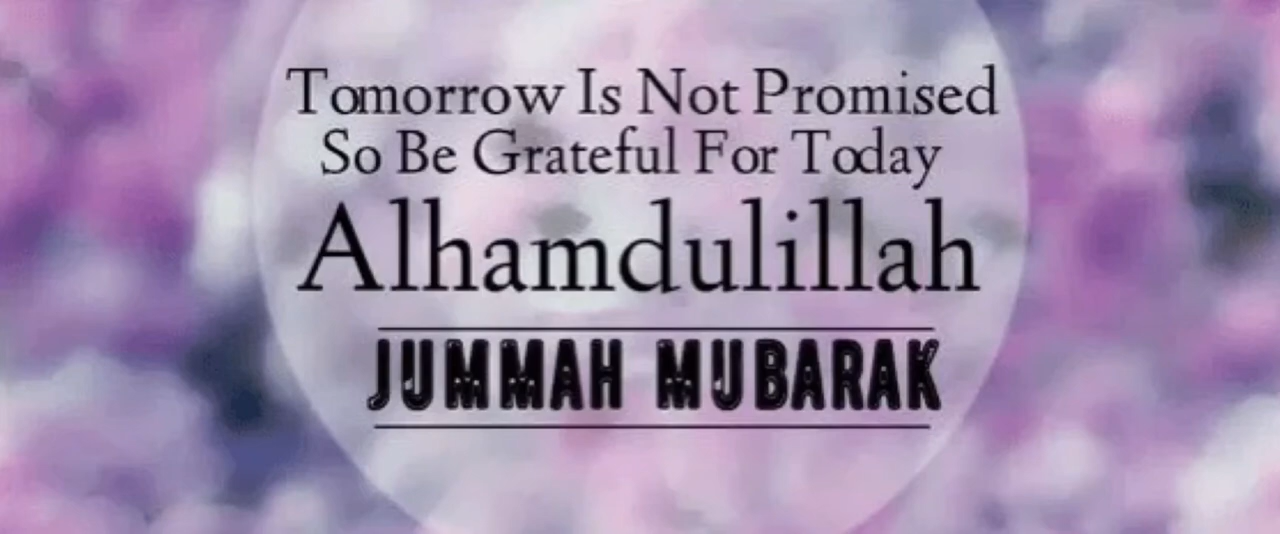 Tomorrow Is Not Promised
So Be Grateful For Today
Alhamdulillah
JUMMAH MUBARAK